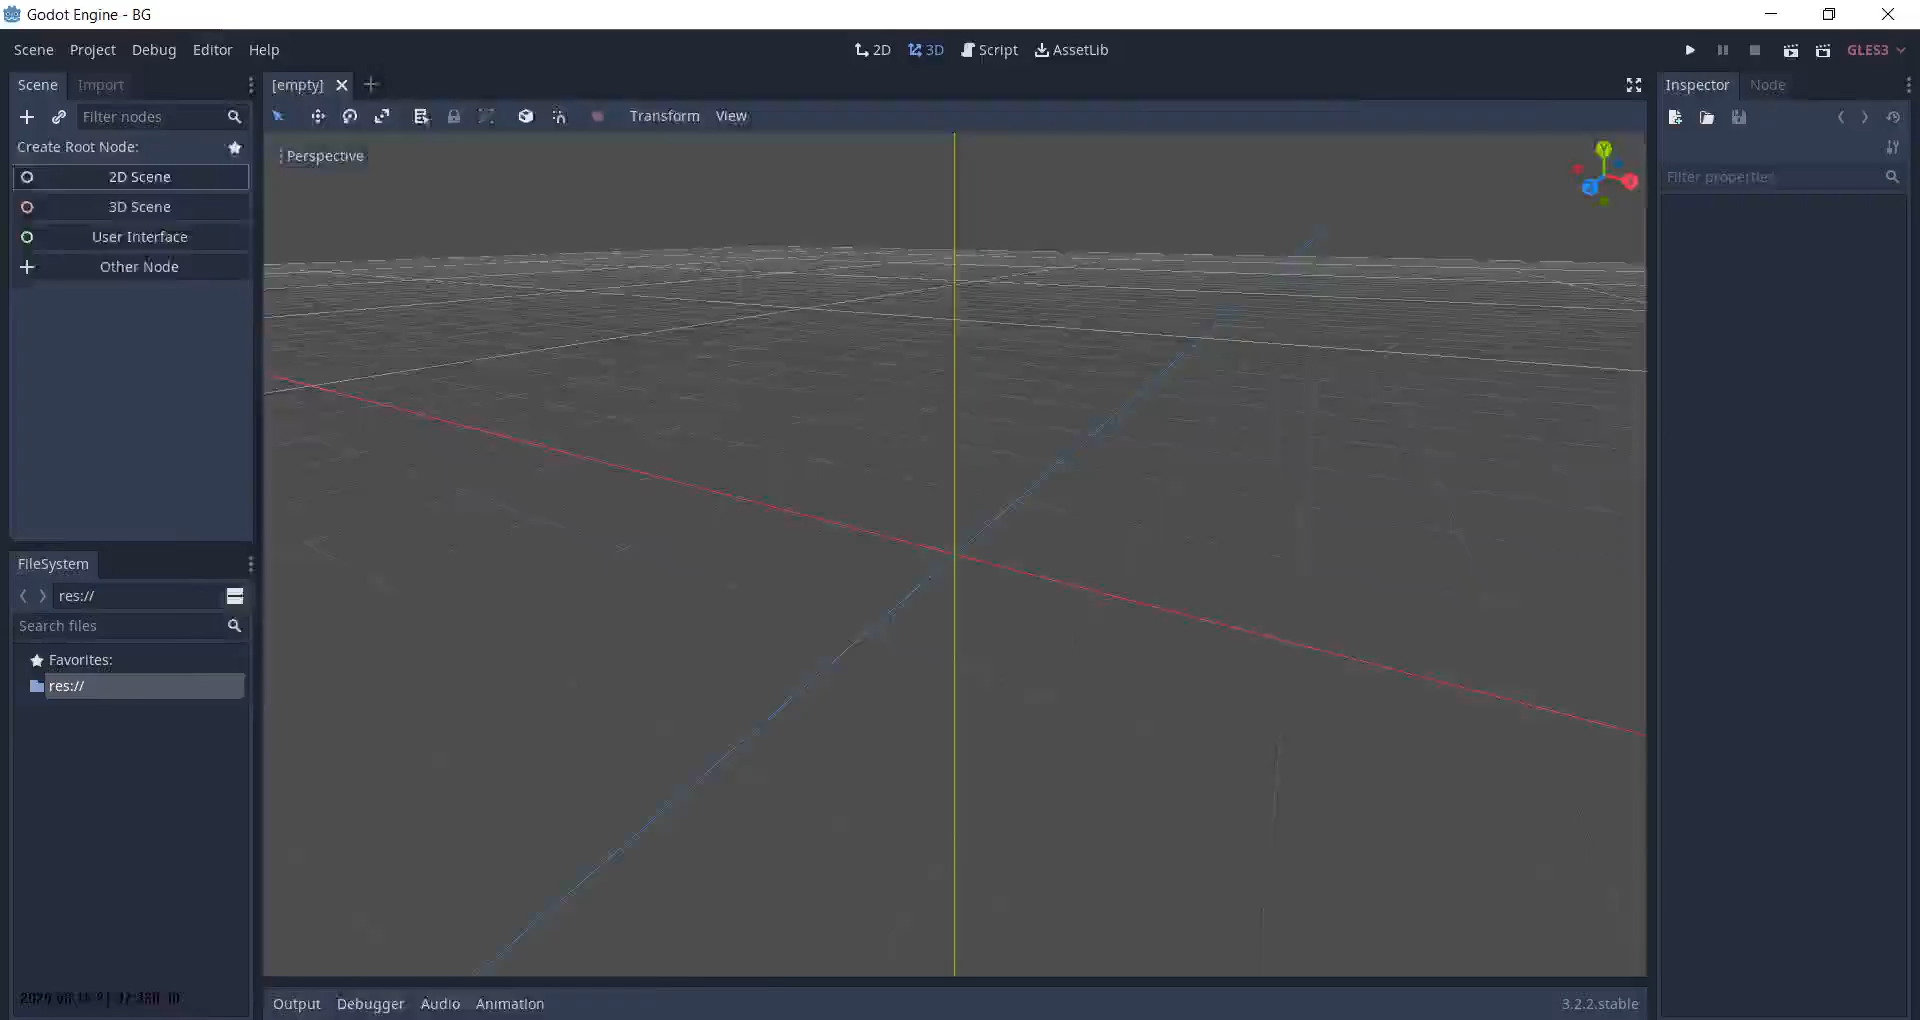 Godot Engine - BG
Scene Project Debug Editor Help
2D 3D Script AssetLib
GLES3
Scene Import
[empty]
Inspector Node
Filter nodes
Transform View
Create Root Node:
Perspective
2D Scene
Filter properties
3D Scene
User Interface
Other Node
Y
X
Z
FileSystem
res://
Search files
Favorites:
res://
Output Debugger Audio Animation
3.2.2.stable